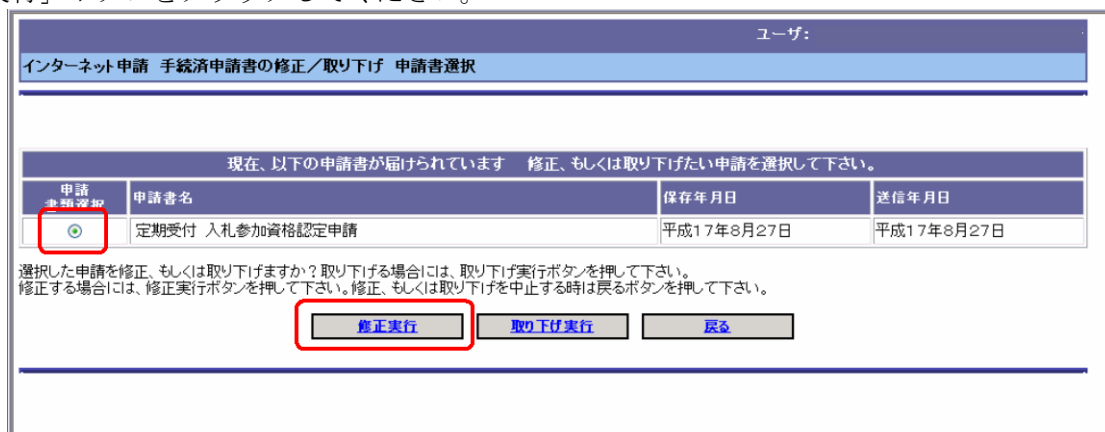 ボタンをクリックしてください。
ユーザ:
インターネット申請 手続済申請書の修正／取り下げ 申請書選択
現在、以下の申請書が届けられています 修正、もしくは取り下げたい申請を選択して下さい。
申請
書類選択
申請書名
保存年月日
送信年月日
定期受付 入札参加資格認定申請
平成17年8月27日
平成17年8月27日
選択した申請を修正、もしくは取り下げますか？取り下げる場合には、取り下げ実行ボタンを押して下さい。
修正する場合には、修正実行ボタンを押して下さい。修正、もしくは取り下げを中止する時は戻るボタンを押して下さい。
修正実行
取り下げ実行
戻る